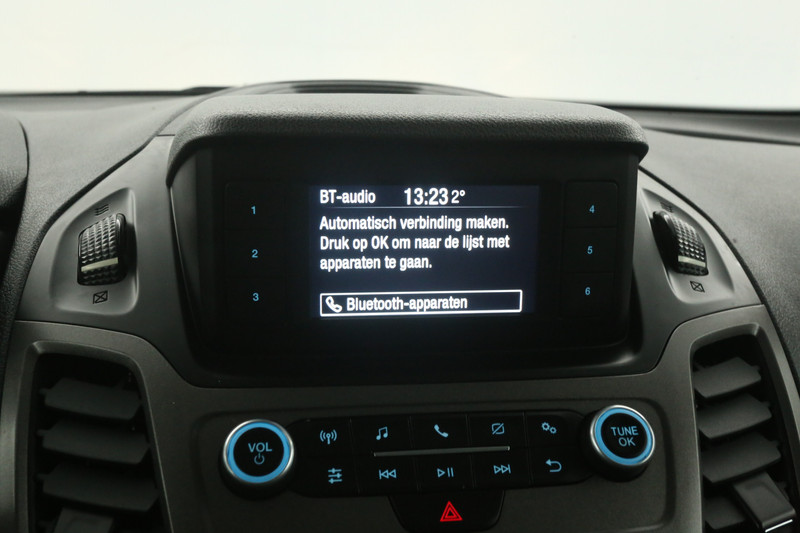 BT-audio 13:23 2°
Automatisch verbinding maken.
Druk op OK om naar de lijst met
apparaten te gaan.
Bluetooth-apparaten
1
2
3
4
5
6
VOL
TUNE
OK